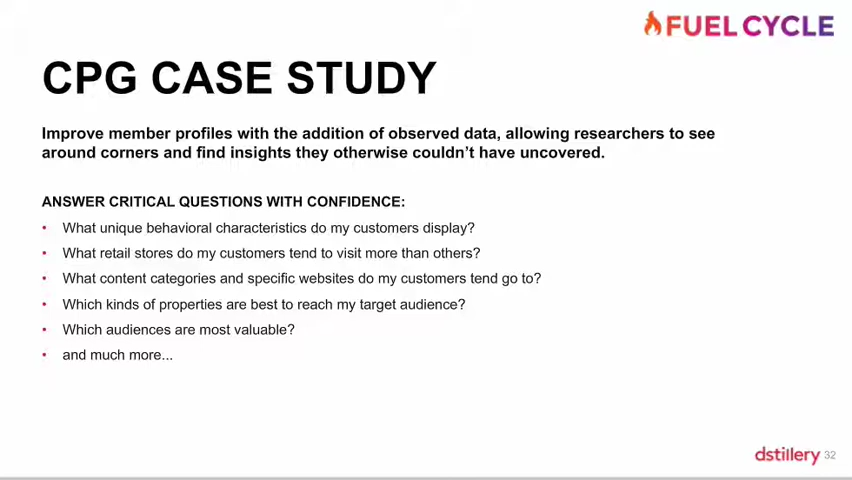 FUEL CYCLE
CPG CASE STUDY
Improve member profiles with the addition of observed data, allowing researchers to see
around corners and find insights they otherwise couldn't have uncovered.
ANSWER CRITICAL QUESTIONS WITH CONFIDENCE:
• What unique behavioral characteristics do my customers display?
• What retail stores do my customers tend to visit more than others?
• What content categories and specific websites do my customers tend go to?
• Which kinds of properties are best to reach my target audience?
• Which audiences are most valuable?
• and much more...
dstillery 32